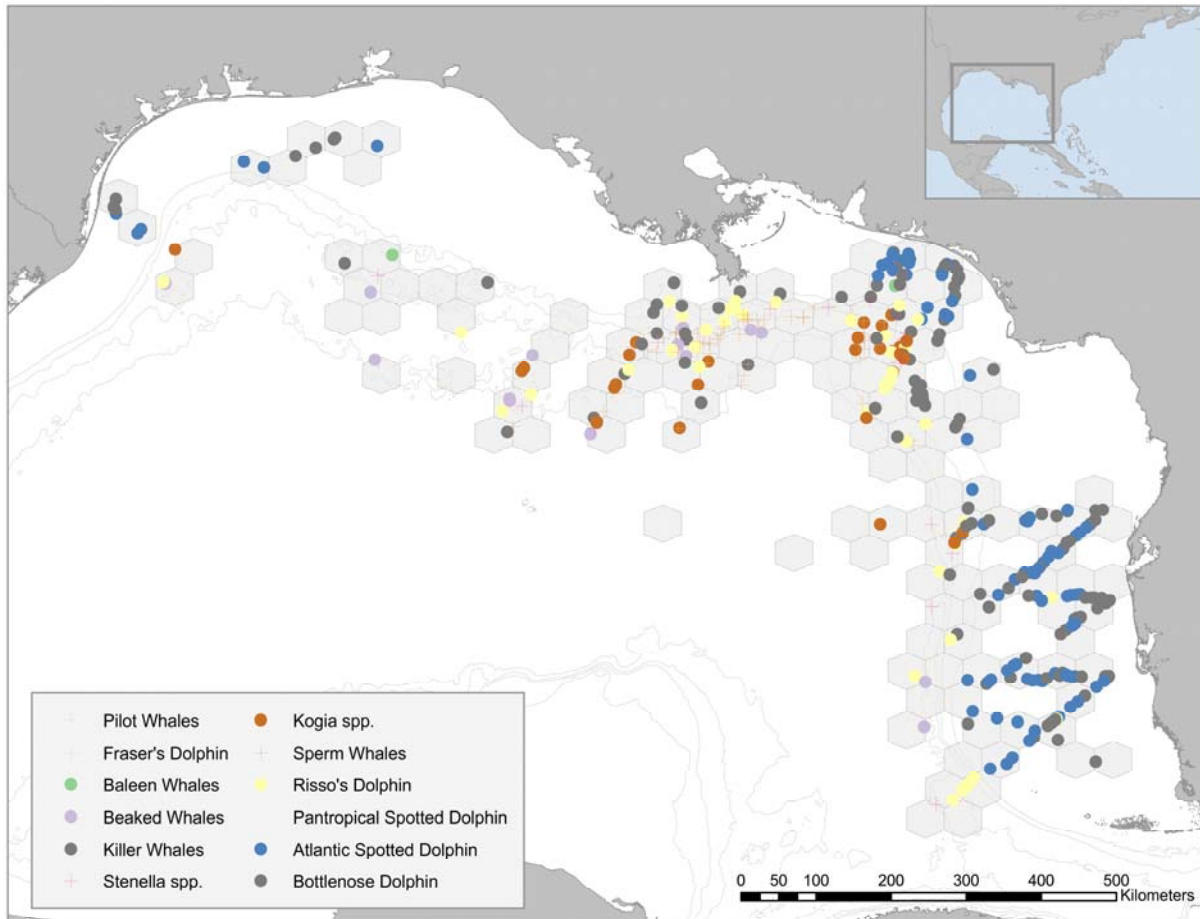 Pilot Whales
Fraser's Dolphin
Baleen Whales
Beaked Whales
Killer Whales
Stenella spp.
Kogia spp.
Sperm Whales
Risso's Dolphin
Pantropical Spotted Dolphin
Atlantic Spotted Dolphin
Bottlenose Dolphin
0 50 100 200 300 400 500 Kilometers